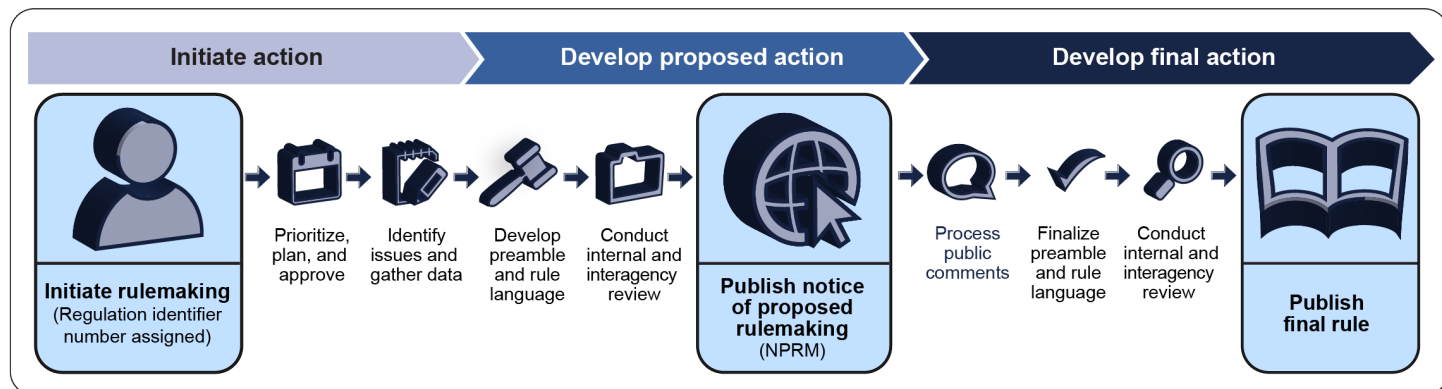 Initiate action
Develop proposed action
Develop final action
Initiate rulemaking
(Regulation identifier
number assigned)
Prioritize,
plan, and
approve
Identify
issues and
gather data
Develop
preamble
and rule
language
Conduct
internal and
interagency
review
Publish notice
of proposed
rulemaking
(NPRM)
Process
public
comments
Finalize
preamble
and rule
language
Conduct
internal and
interagency
review
Publish
final rule